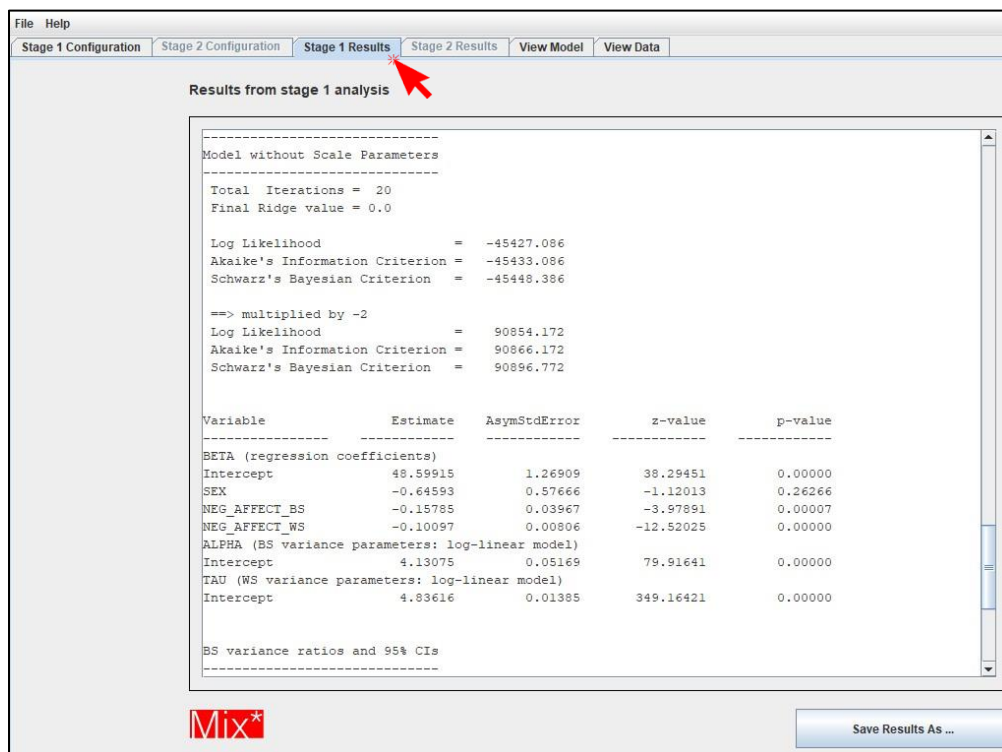 File Help
Stage 1 Configuration Stage 2 Configuration Stage 1 Results Stage 2 Results View Model View Data
Results from stage 1 analysis
------------------------------
Model without Scale Parameters
------------------------------
Total Iterations = 20
Final Ridge value = 0.0
Log Likelihood = -45427.086
Akaike's Information Criterion = -45433.086
Schwarz's Bayesian Criterion = -45448.386
==> multiplied by -2
Log Likelihood = 90854.172
Akaike's Information Criterion = 90866.172
Schwarz's Bayesian Criterion = 90896.772
Variable Estimate AsymStdError z-value p-value
---------------- ------------ ------------ ------------ ------------
BETA (regression coefficients)
Intercept 48.59915 1.26909 38.29451 0.00000
SEX -0.64593 0.57666 -1.12013 0.26266
NEG_AFFECT_BS -0.15785 0.03967 -3.97891 0.00007
NEG_AFFECT_WS -0.10097 0.00806 -12.52025 0.00000
ALPHA (BS variance parameters: log-linear model)
Intercept 4.13075 0.05169 79.91641 0.00000
TAU (WS variance parameters: log-linear model)
Intercept 4.83616 0.01385 349.16421 0.00000
BS variance ratios and 95% CIs
------------------------------
Mix*
Save Results As ...